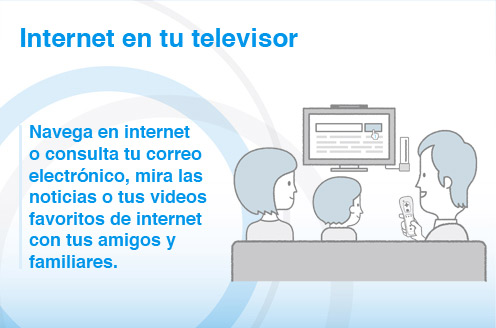 Internet en tu televisor
Navega en internet
o consulta tu correo
electrónico, mira las
noticias o tus videos
favoritos de internet
con tus amigos y
familiares.